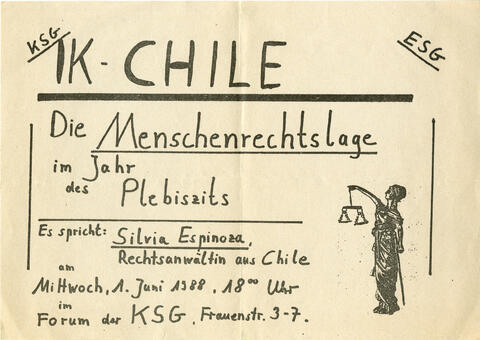 KSG
ESG
IK-CHILE
Die Menschenrechtslage
im Jahr
des Plebiszits
Es spricht: Silvia Espinoza,
Rechtsanwältin aus Chile
am
Mittwoch, 1. Juni 1988, 18⁰⁰ Uhr
im
Forum der KSG, Frauenstr. 3-7.